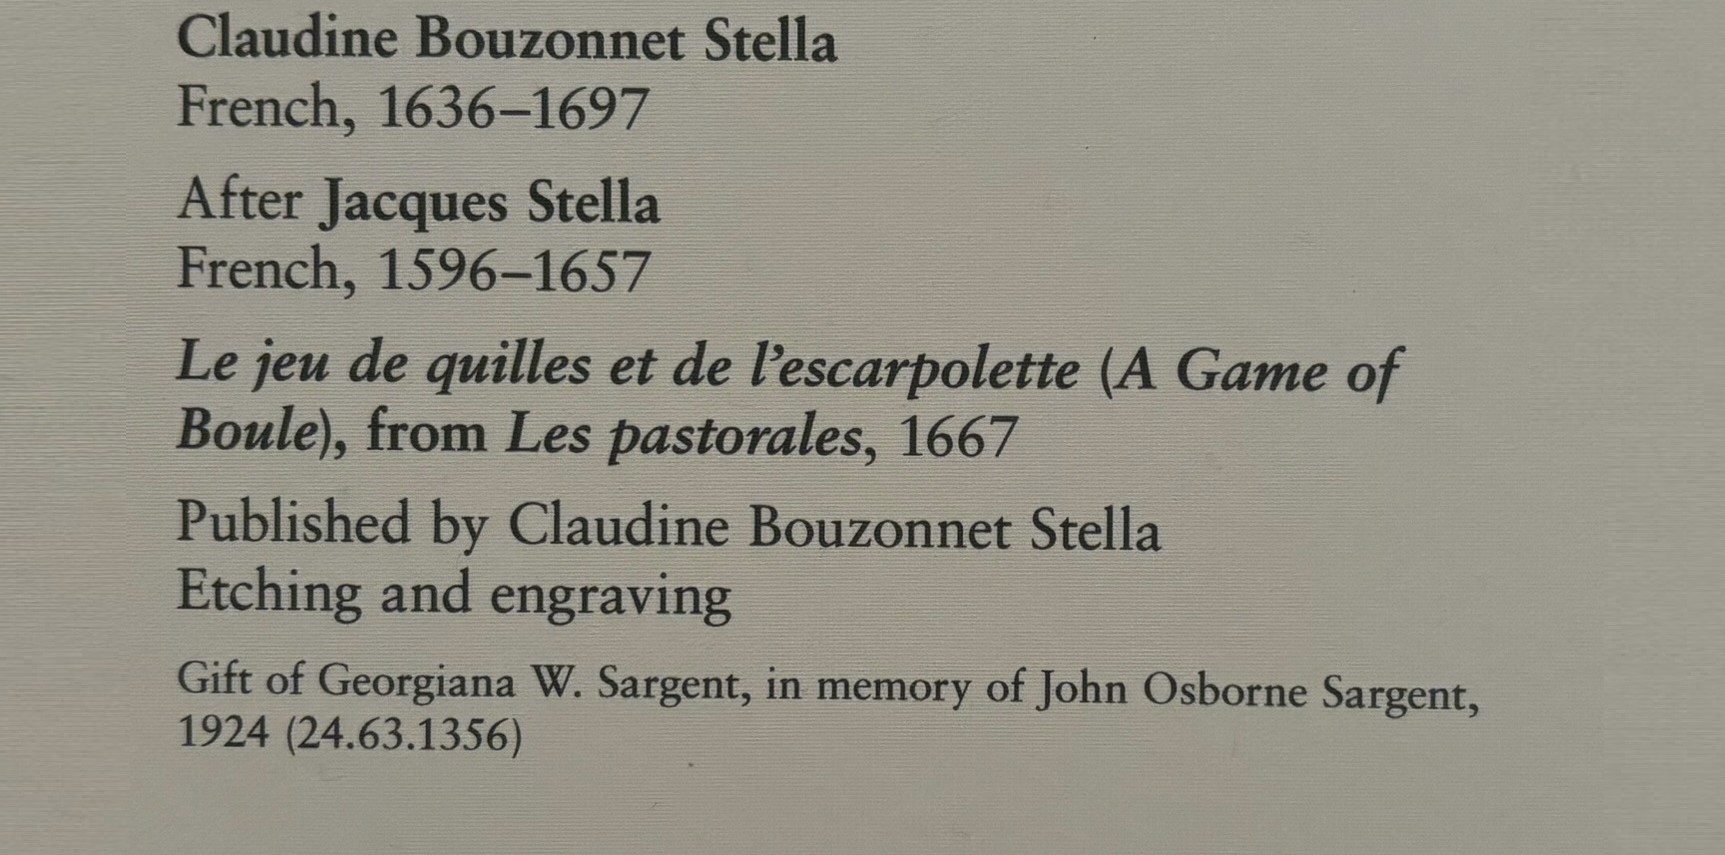 Claudine Bouzonnet Stella
French, 1636–1697
After Jacques Stella
French, 1596–1657
Le jeu de quilles et de l’escarpolette (A Game of
Boule), from Les pastorales, 1667
Published by Claudine Bouzonnet Stella
Etching and engraving
Gift of Georgiana W. Sargent, in memory of John Osborne Sargent,
1924 (24.63.1356)